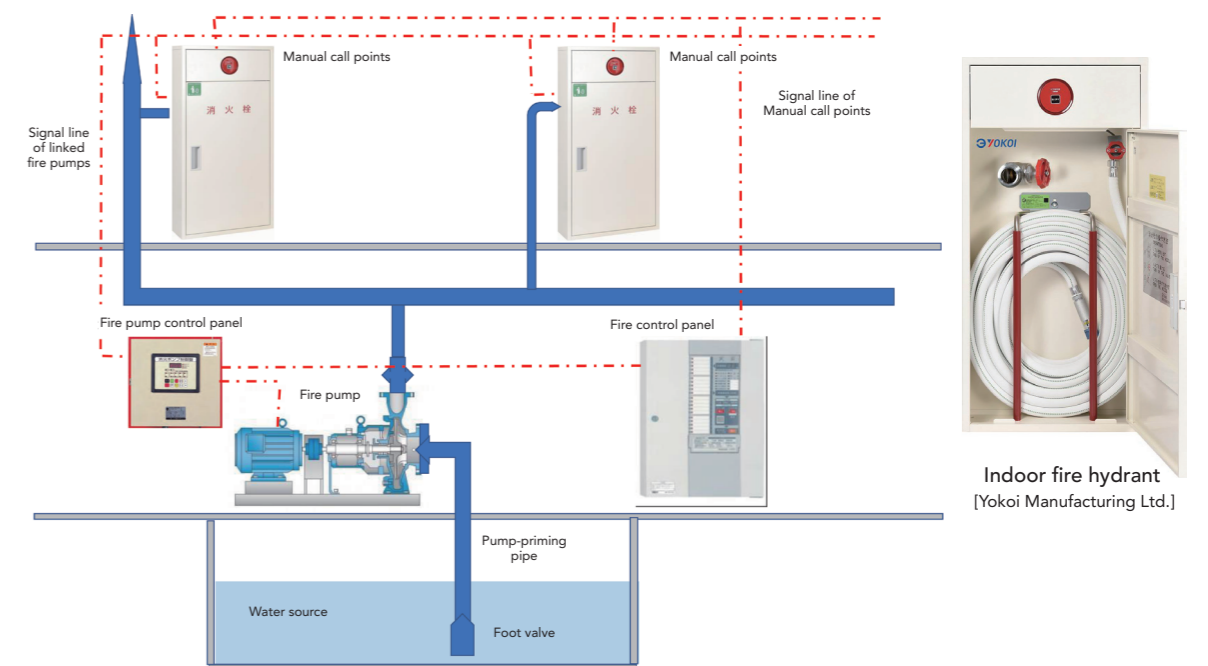 Manual call points
Manual call points
消火栓
消火栓
Signal line
of linked
fire pumps
Signal line of
Manual call points
YOKOI
Fire pump control panel
Fire control panel
Fire pump
Indoor fire hydrant
[Yokoi Manufacturing Ltd.]
Pump-priming
pipe
Water source
Foot valve